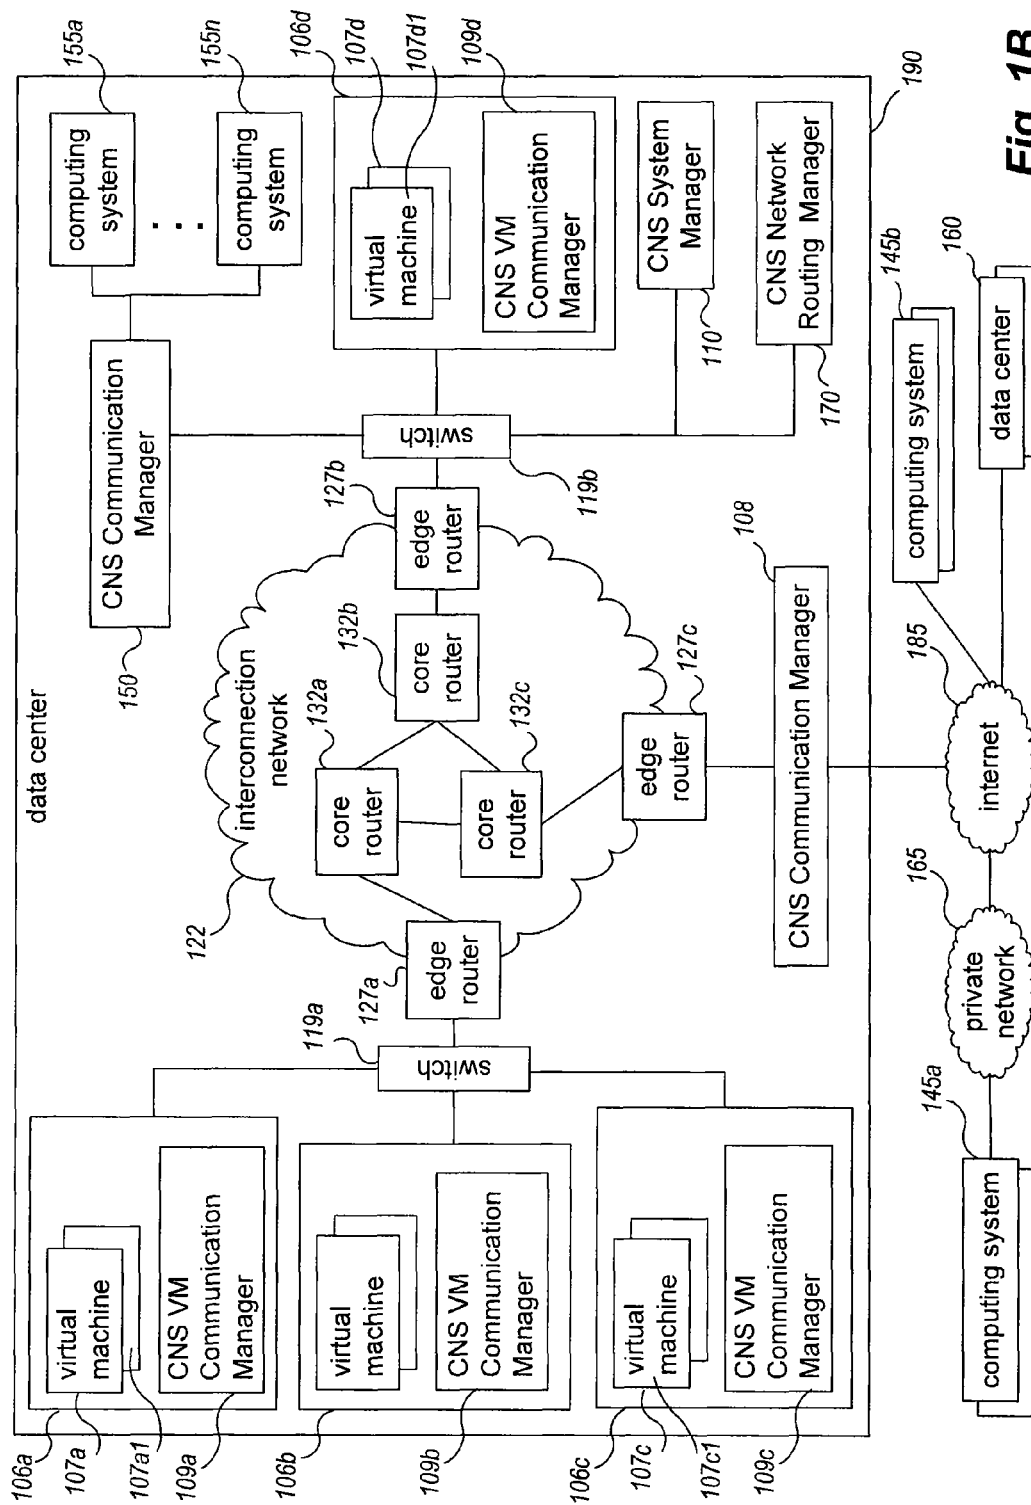 data center
106a
107a
107a1
109a
virtual
machine
CNS VM
Communication
Manager
106b
109b
virtual
machine
CNS VM
Communication
Manager
106c
107c
107c1
109c
virtual
machine
CNS VM
Communication
Manager
119a
switch
127a
edge
router
122
interconnection
network
132a
core
router
132b
core
router
132c
core
router
127b
edge
router
127c
edge
router
119b
switch
150
CNS Communication
Manager
155a
computing
system
155n
computing
system
106d
107d
107d1
109d
virtual
machine
CNS VM
Communication
Manager
110
CNS System
Manager
170
CNS Network
Routing Manager
190
108
CNS Communication Manager
145a
computing system
165
private
network
185
internet
145b
computing system
160
data center
Fig. 1B